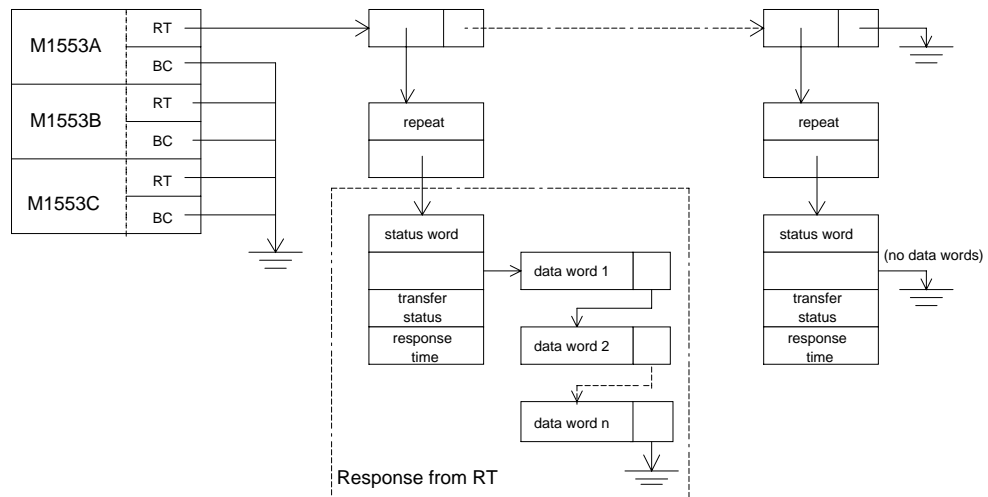 M1553A
RT
BC
M1553B
RT
BC
M1553C
RT
BC
repeat
status word
transfer
status
response
time
data word 1
data word 2
data word n
Response from RT
repeat
status word
(no data words)
transfer
status
response
time